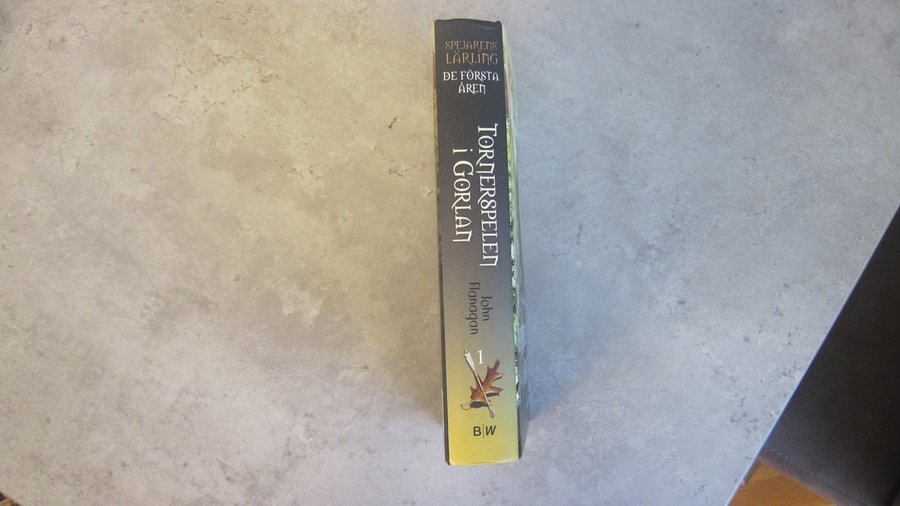 SPEJARENS
LÄRLING
DE FÖRSTA
ÅREN
TORNERSPELEN
I GORLAN
John
Flanagan
1
B|W